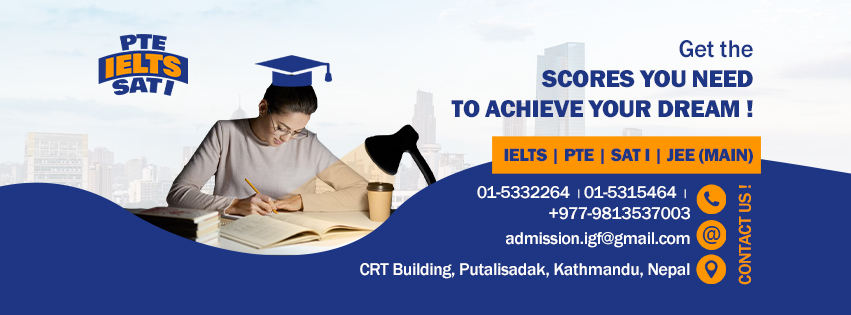 PTE
IELTS
SAT I
Get the
SCORES YOU NEED
TO ACHIEVE YOUR DREAM !
IELTS | PTE | SAT I | JEE (MAIN)
01-5332264 | 01-5315464 |
+977-9813537003
admission.igf@gmail.com
CRT Building, Putalisadak, Kathmandu, Nepal
CONTACT US !